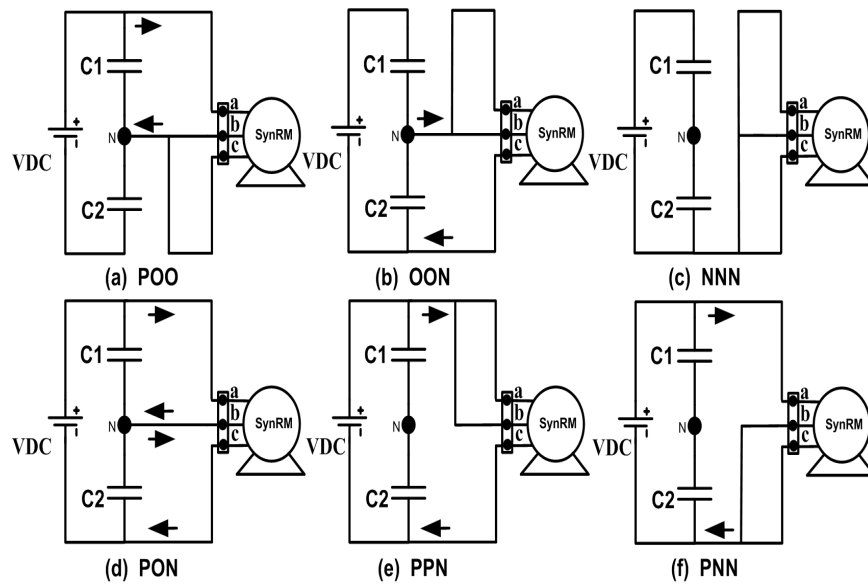 C1
N
VDC
+
-
C2
a
b
c
SynRM
(a) POO
C1
N
VDC
+
-
C2
a
b
c
SynRM
(b) OON
C1
N
VDC
+
-
C2
a
b
c
SynRM
(c) NNN
C1
N
VDC
+
-
C2
a
b
c
SynRM
(d) PON
C1
N
VDC
+
-
C2
a
b
c
SynRM
(e) PPN
C1
N
VDC
+
-
C2
a
b
c
SynRM
(f) PNN